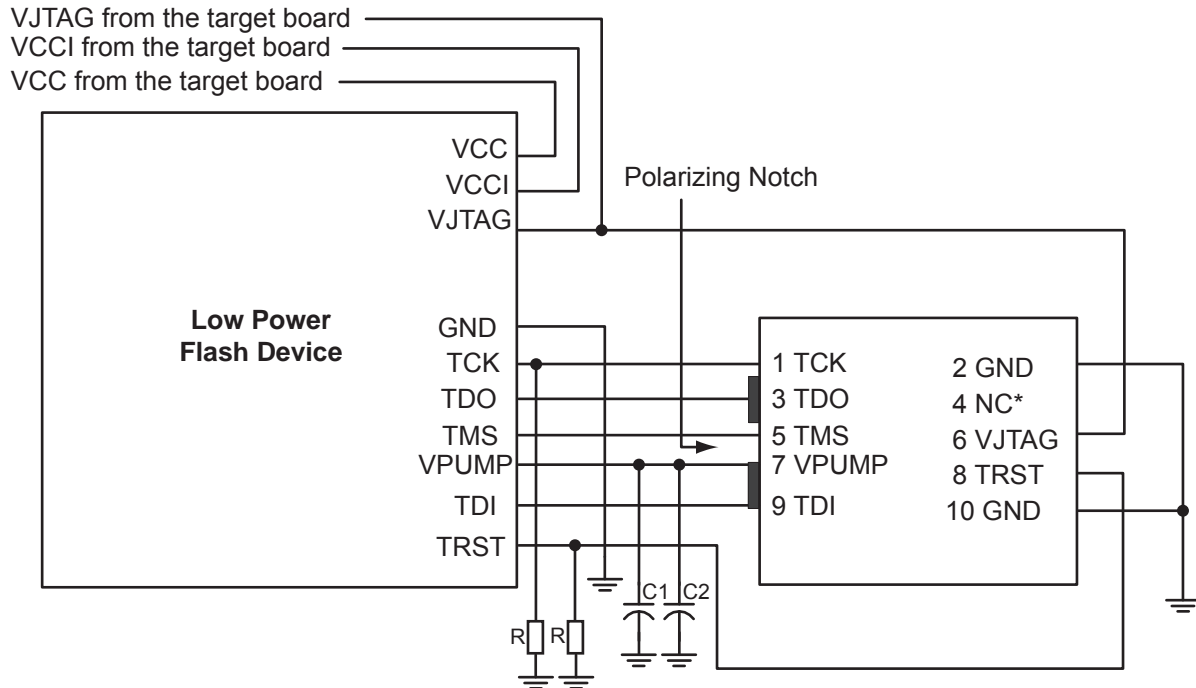 VJTAG from the target board
VCCI from the target board
VCC from the target board
VCC
VCCI
VJTAG
Polarizing Notch
Low Power
Flash Device
GND
TCK
TDO
TMS
VPUMP
TDI
TRST
1 TCK
3 TDO
5 TMS
7 VPUMP
9 TDI
2 GND
4 NC*
6 VJTAG
8 TRST
10 GND
C1
C2
R
R